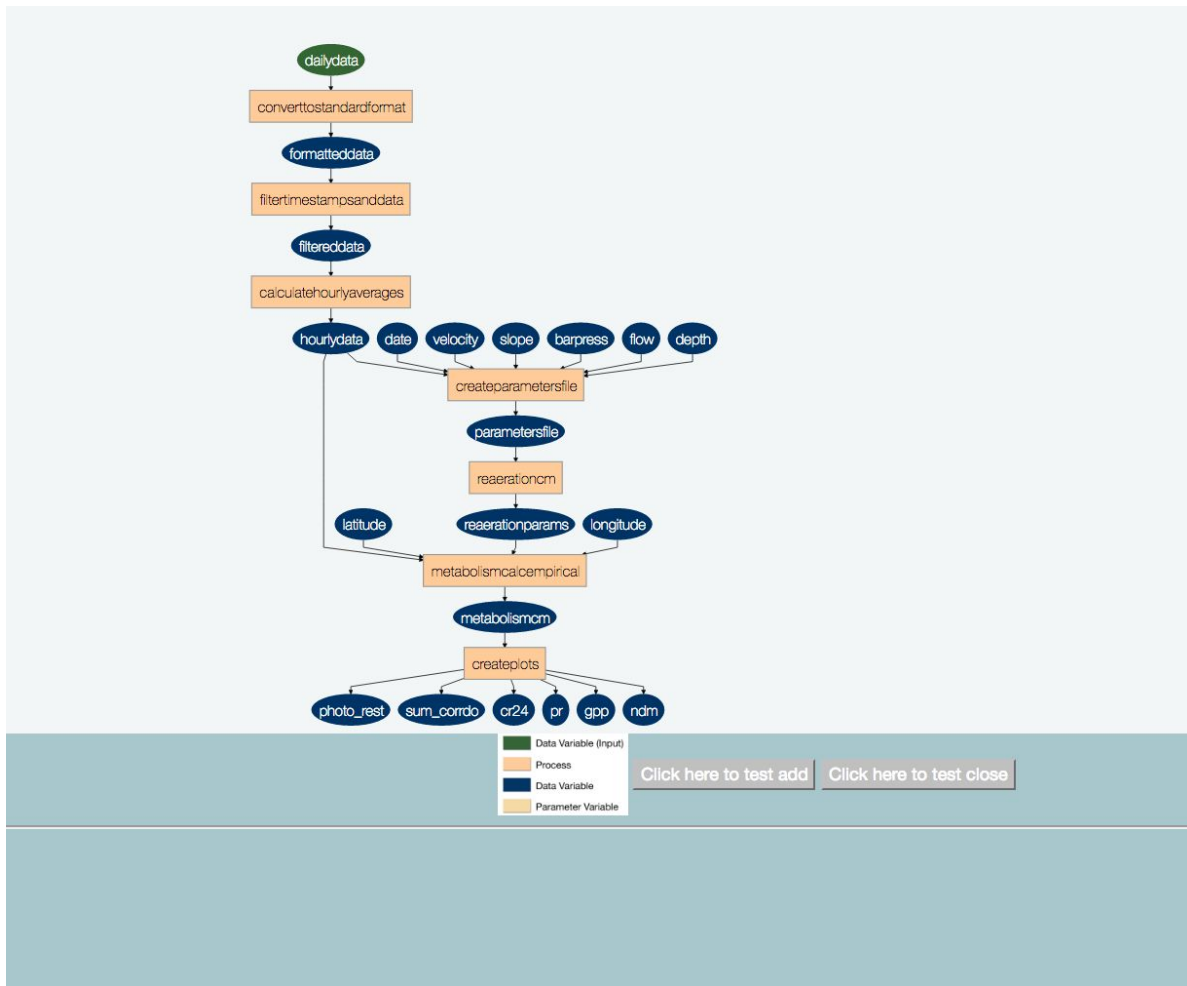 dailydata
converttostandardformat
formatteddata
filtertimestampsanddata
filtereddata
calculatehourlyaverages
hourlydata date velocity slope barpress flow depth
createparametersfile
parametersfile
reaerationcm
latitude reaerationparams longitude
metabolismcalcempirical
metabolismcm
createplots
photo_rest sum_corrdo cr24 pr gpp ndm
Data Variable (Input)
Process
Data Variable
Parameter Variable
Click here to test add Click here to test close